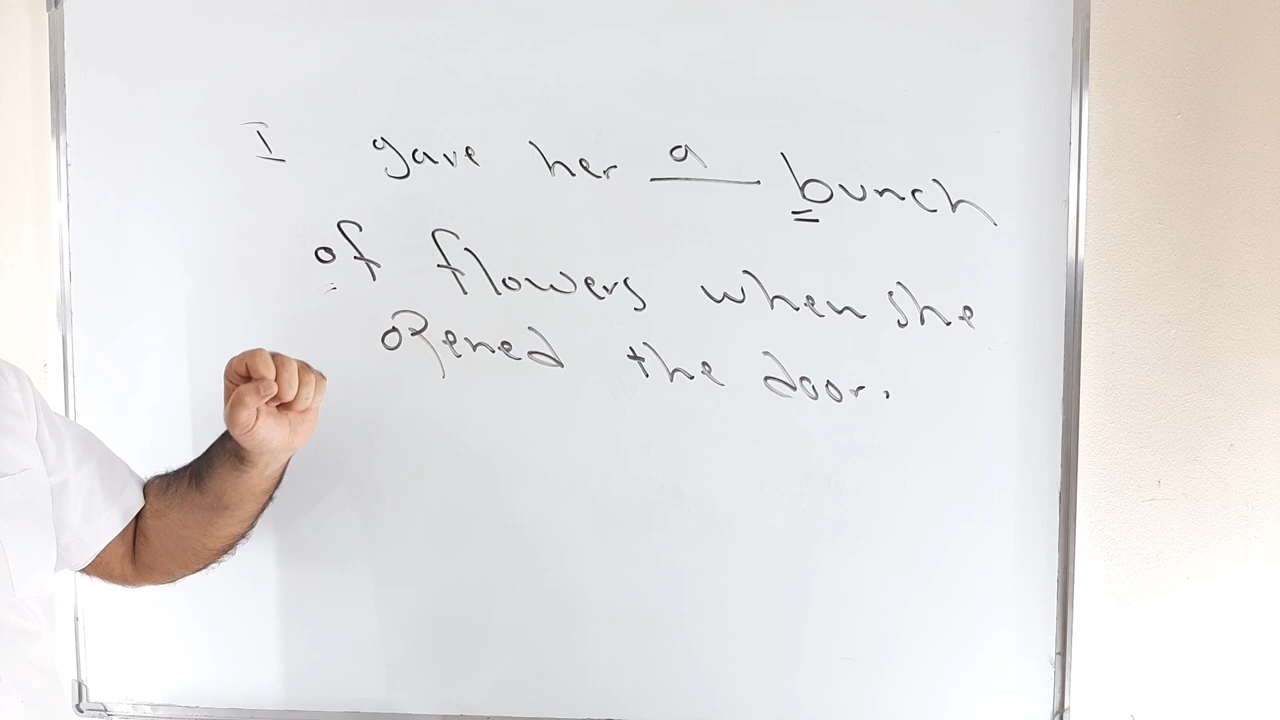 I gave her a bunch
of flowers when she
opened the door.